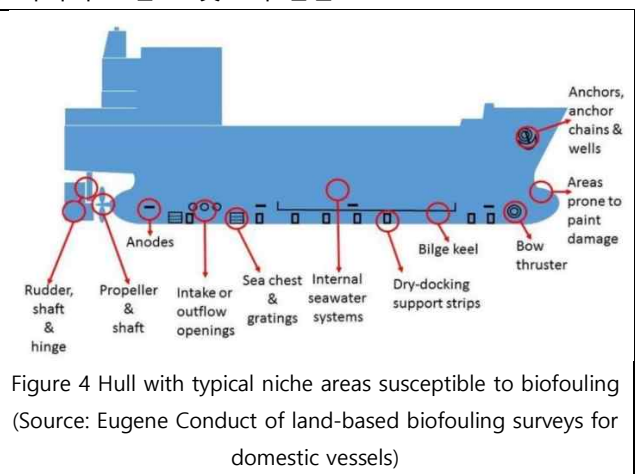 Anchors,
anchor
chains &
wells
Areas
prone to
paint
damage
Bow
thruster
Bilge keel
Dry-docking
support strips
Internal
seawater
systems
Sea chest
&
gratings
Intake or
outflow
openings
Anodes
Propeller
&
shaft
Rudder,
shaft
&
hinge
Figure 4 Hull with typical niche areas susceptible to biofouling
(Source: Eugene Conduct of land-based biofouling surveys for
domestic vessels)